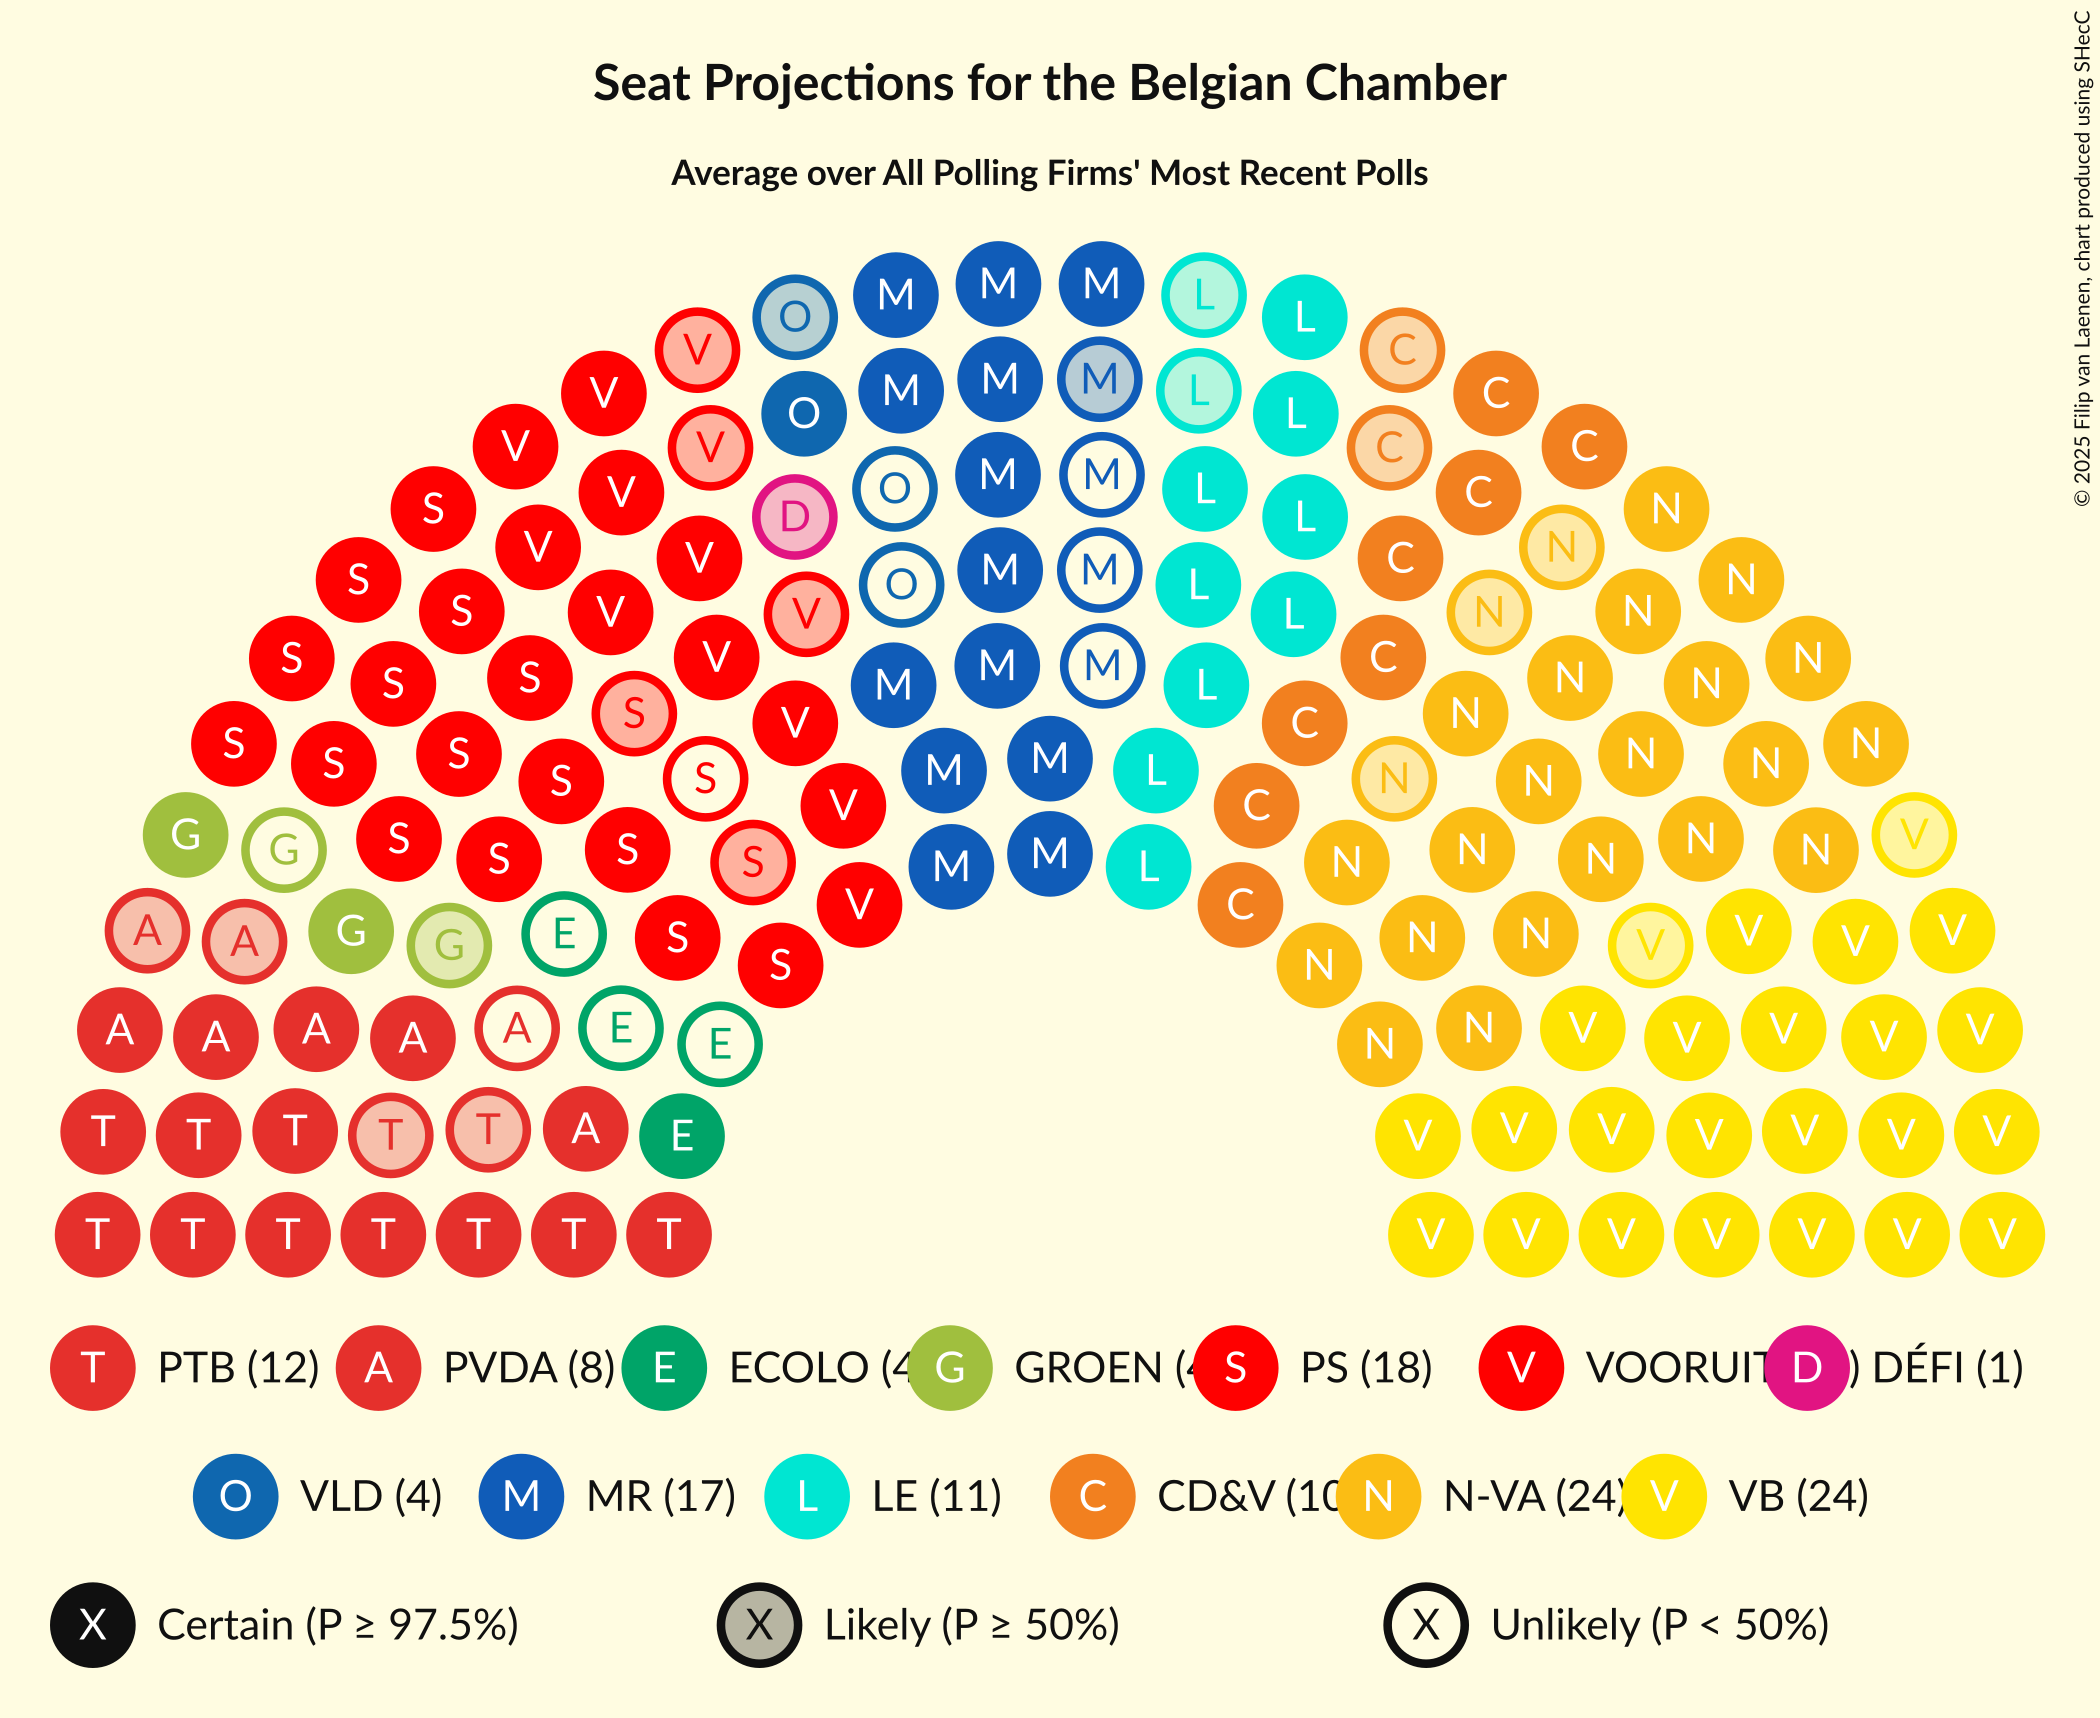 Seat Projections for the Belgian Chamber
Average over All Polling Firms' Most Recent Polls
© 2025 Filip van Laenen, chart produced using SHecC
O M M M L L
V C
V O M M M L L C
V V C C
S V D O M M L L C N
S V V O M M L C N N
S V V L N N
S S S V M M M L C N N N
S V C N
S S S S S M M L N N N N N
G G S S S S V M M L C N N N N N V
A A G G E S S V C N N N V V V V
A A A A A E E N N V V V V V
T T T T T A E V V V V V V V
T T T T T T T V V V V V V V
T PTB (12) A PVDA (8) E ECOLO (4 G GROEN ( S PS (18) V VOORUIT D ) DÉFI (1)
O VLD (4) M MR (17) L LE (11) C CD&V (10 N N-VA (24) V VB (24)
X Certain (P ≥ 97.5%) X Likely (P ≥ 50%) X Unlikely (P < 50%)